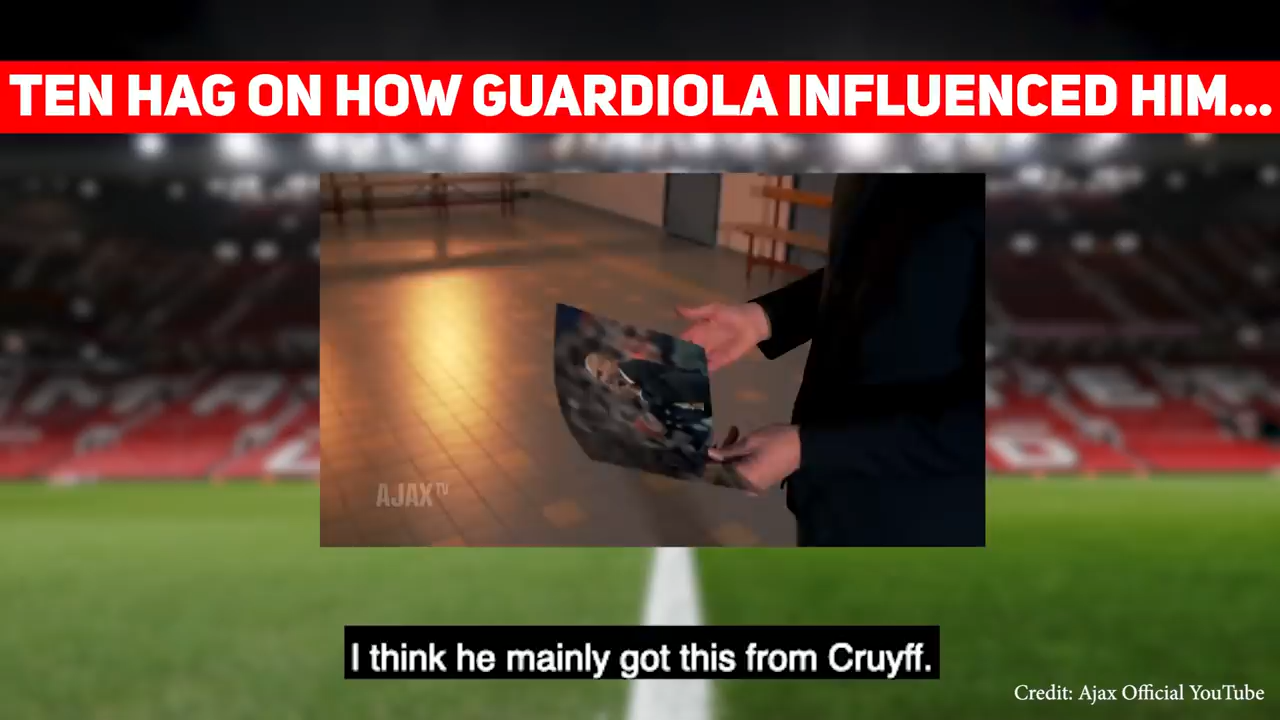 TEN HAG ON HOW GUARDIOLA INFLUENCED HIM...
AJAX TV
I think he mainly got this from Cruyff.
Credit: Ajax Official YouTube